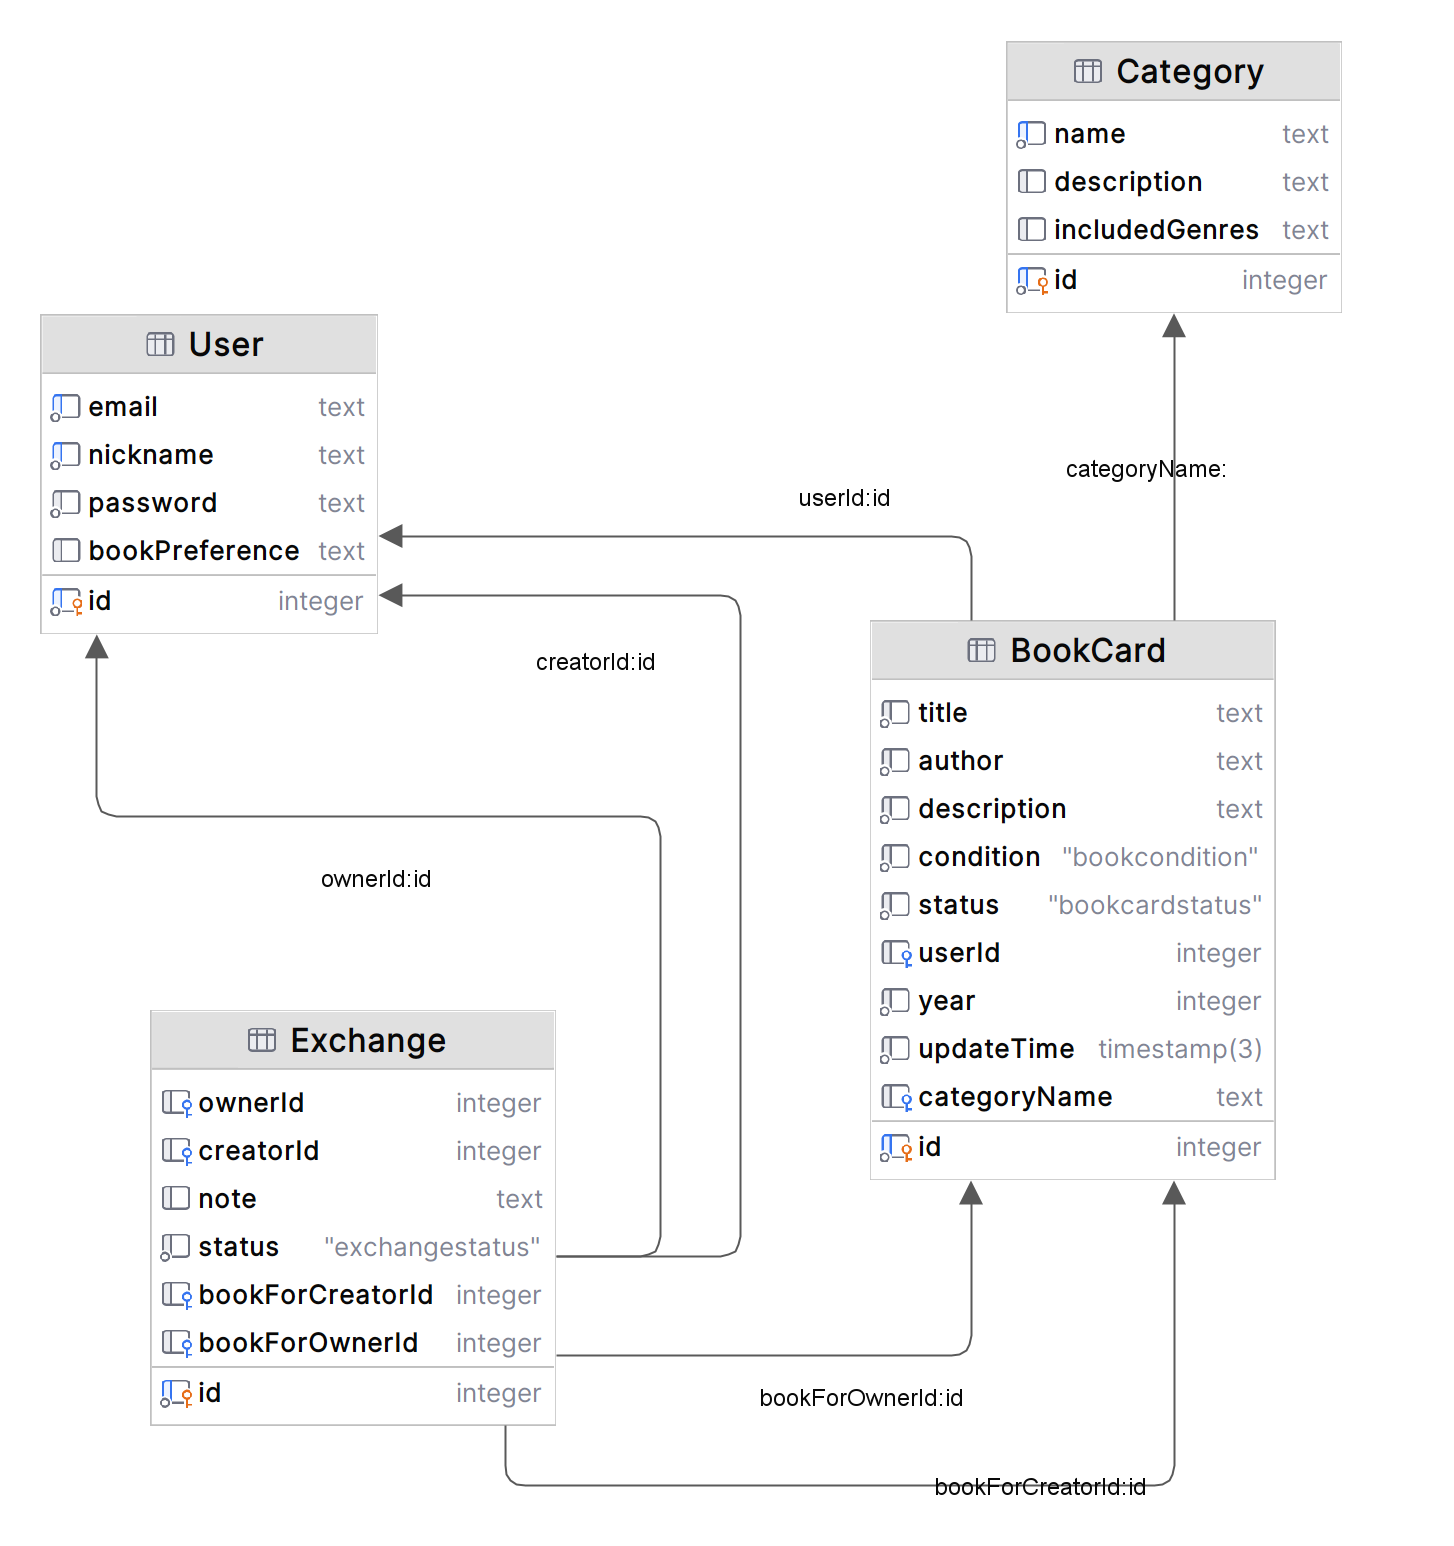 Category
name text
description text
includedGenres text
id integer
User
email text
nickname text
password text
bookPreference text
id integer
categoryName:
userId:id
creatorId:id
BookCard
title text
author text
description text
condition "bookcondition"
status "bookcardstatus"
userId integer
year integer
updateTime timestamp(3)
categoryName text
id integer
ownerId:id
Exchange
ownerId integer
creatorId integer
note text
status "exchangestatus"
bookForCreatorId integer
bookForOwnerId integer
id integer
bookForOwnerId:id
bookForCreatorId:id